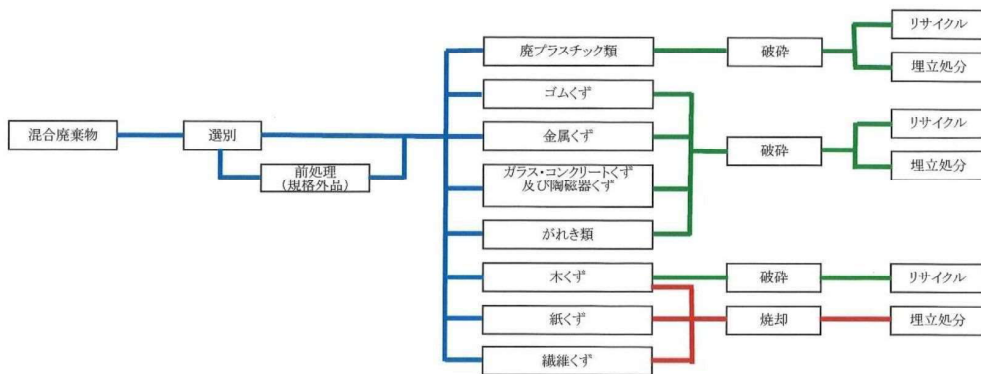 混合廃棄物
選別
前処理
(規格外品)
廃プラスチック類
ゴムくず
金属くず
ガラス・コンクリートくず
及び陶磁器くず
がれき類
木くず
紙くず
繊維くず
破砕
リサイクル
埋立処分
破砕
リサイクル
埋立処分
破砕
リサイクル
焼却
埋立処分